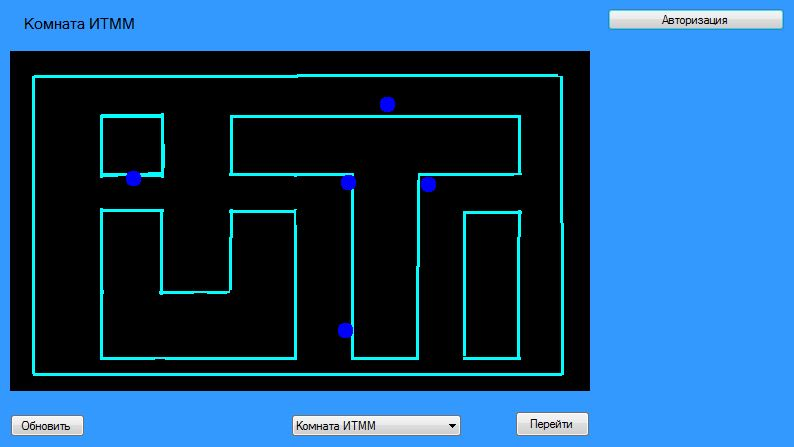 Комната ИТММ
Авторизация
Обновить
Комната ИТММ
Перейти